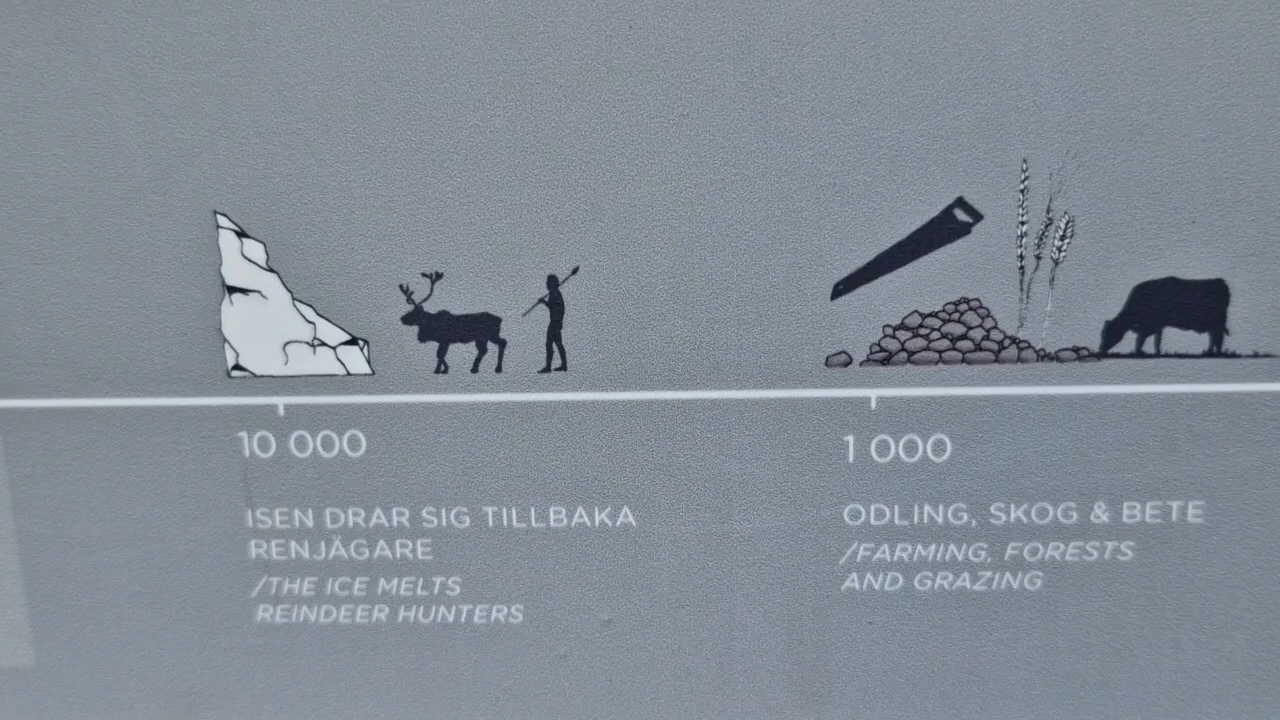 10 000
ISEN DRAR SIG TILLBAKA
RENJÄGARE
/THE ICE MELTS
REINDEER HUNTERS
1 000
ODLING, SKOG & BETE
/FARMING, FORESTS
AND GRAZING